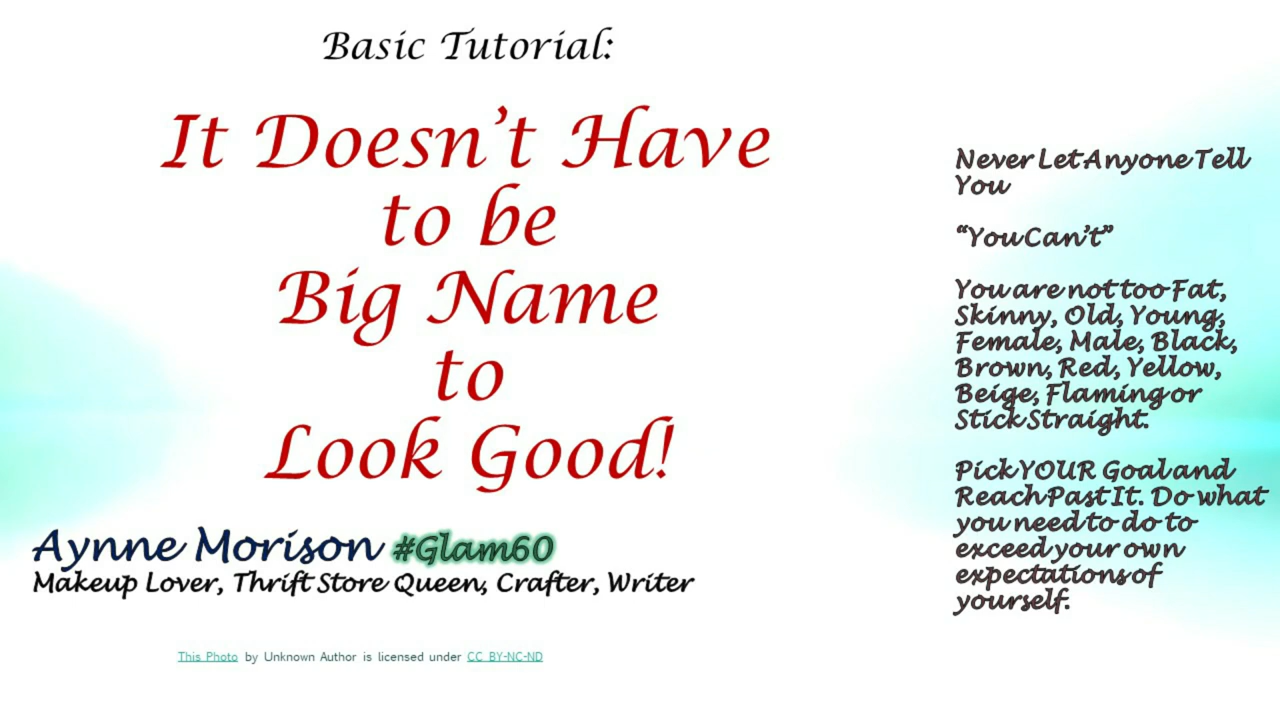 Basic Tutorial:
It Doesn’t Have
to be
Big Name
to
Look Good!
Aynne Morison #Glam60
Makeup Lover, Thrift Store Queen, Crafter, Writer
This Photo by Unknown Author is licensed under CC BY-NC-ND
Never Let Anyone Tell
You
“You Can’t”
You are not too Fat,
Skinny, Old, Young,
Female, Male, Black,
Brown, Red, Yellow,
Beige, Flaming or
Stick Straight.
Pick YOUR Goal and
Reach Past It. Do what
you need to do to
exceed your own
expectations of
yourself.